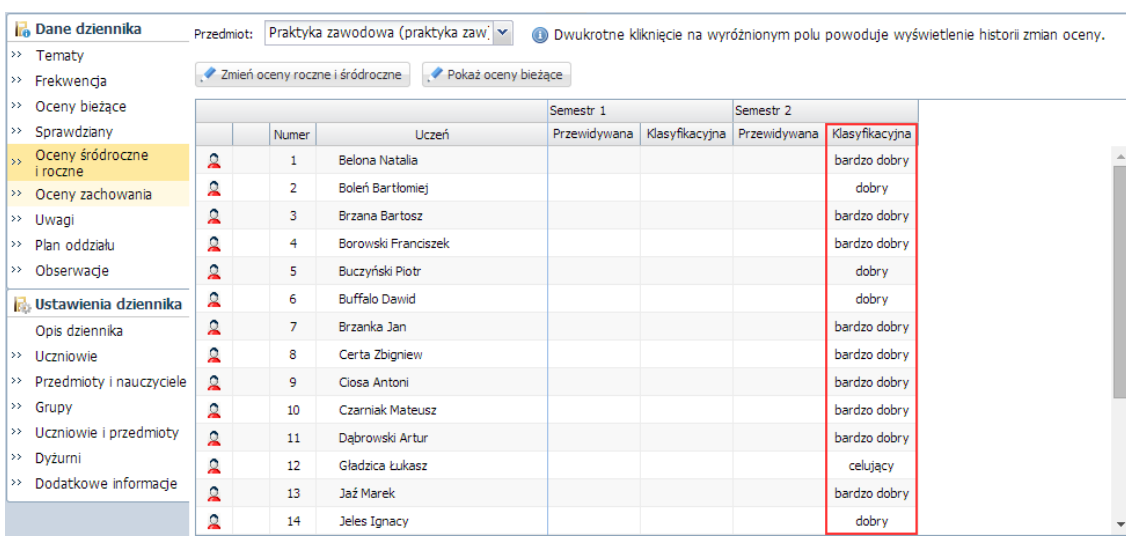 Dane dziennika
>> Tematy
>> Frekwencja
>> Oceny bieżące
>> Sprawdziany
>> Oceny śródroczne
i roczne
>> Oceny zachowania
>> Uwagi
>> Plan oddziału
>> Obserwacje
Ustawienia dziennika
Opis dziennika
>> Uczniowie
>> Przedmioty i nauczyciele
>> Grupy
>> Uczniowie i przedmioty
>> Dyżurni
>> Dodatkowe informacje
Przedmiot: Praktyka zawodowa (praktyka zaw) Dwukrotne kliknięcie na wyróżnionym polu powoduje wyświetlenie historii zmian oceny.
Zmień oceny roczne i śródroczne Pokaż oceny bieżące
Semestr 1 Semestr 2
Numer Uczeń Przewidywana Klasyfikacyjna Przewidywana Klasyfikacyjna
1 Belona Natalia bardzo dobry
2 Boleń Bartłomiej dobry
3 Brzana Bartosz bardzo dobry
4 Borowski Franciszek bardzo dobry
5 Buczyński Piotr dobry
6 Buffalo Dawid dobry
7 Brzanka Jan bardzo dobry
8 Certa Zbigniew bardzo dobry
9 Ciosa Antoni bardzo dobry
10 Czarniak Mateusz bardzo dobry
11 Dąbrowski Artur bardzo dobry
12 Gładzica Łukasz celujący
13 Jaź Marek bardzo dobry
14 Jeles Ignacy dobry